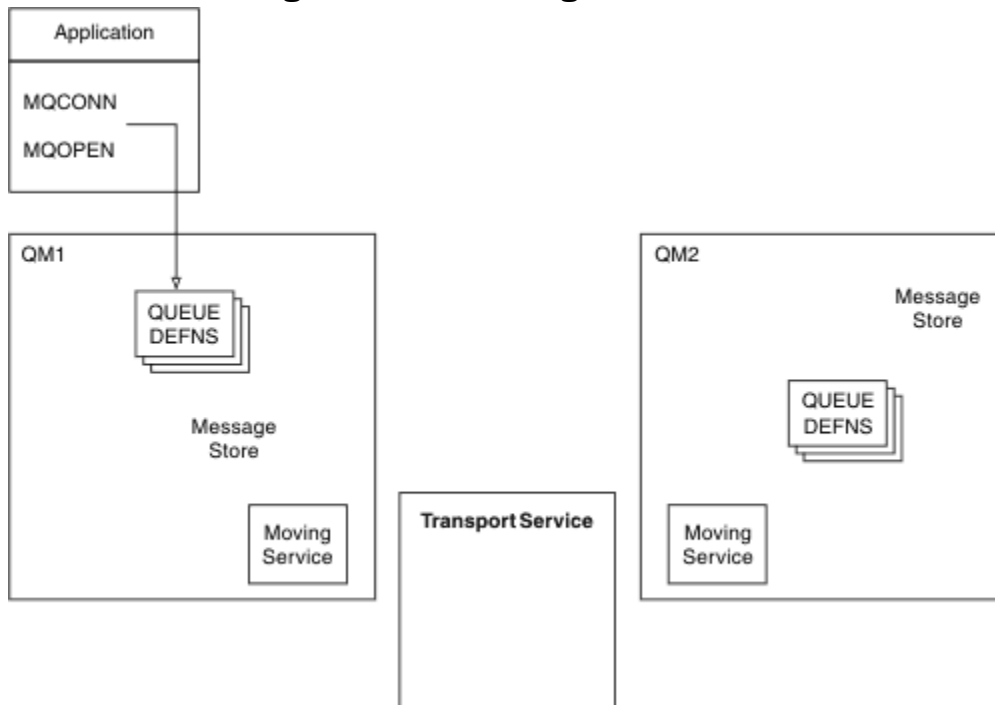 Application
MQCONN
MQOPEN
QM1
QUEUE
DEFNS
Message
Store
Moving
Service
Transport Service
QM2
Message
Store
QUEUE
DEFNS
Moving
Service